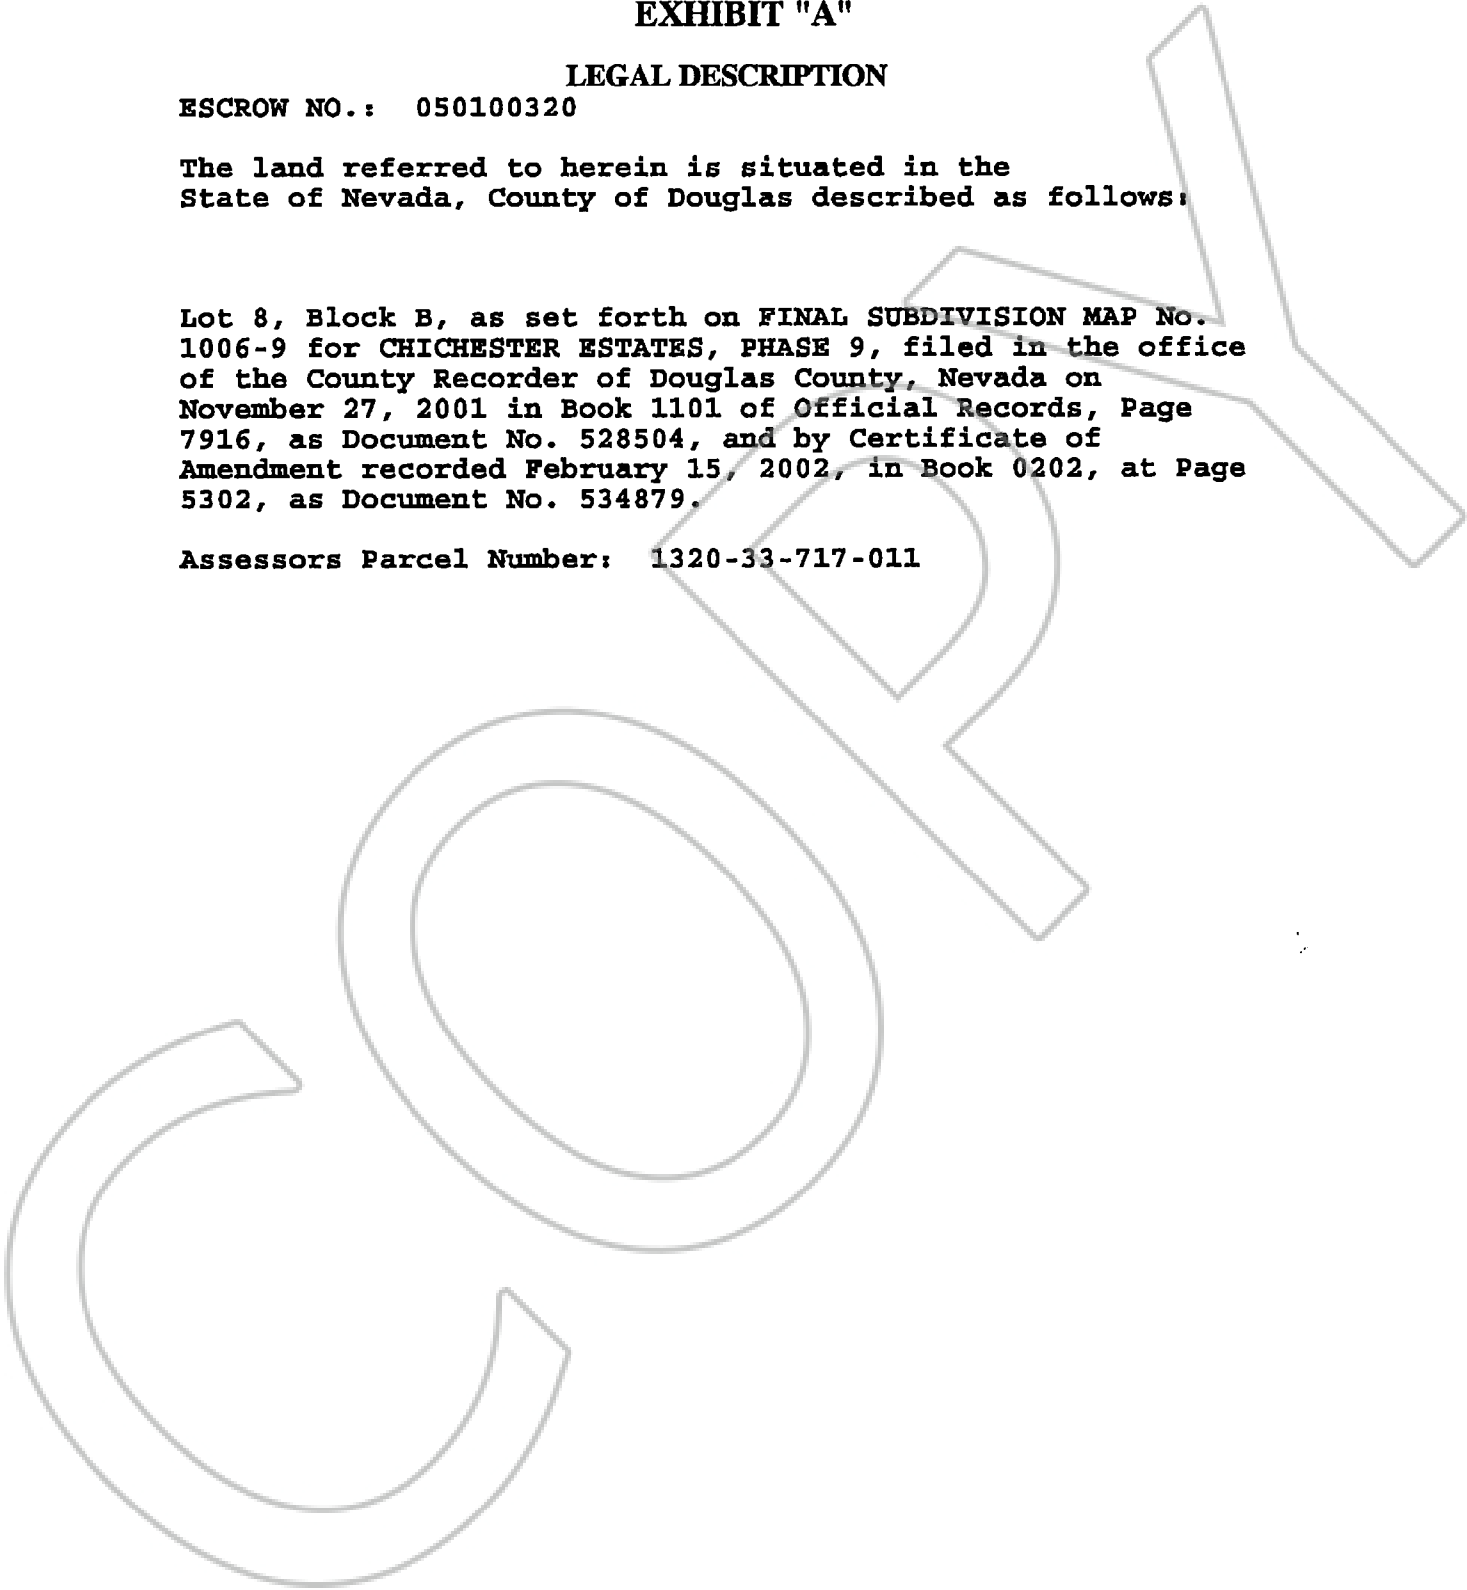 EXHIBIT "A"
LEGAL DESCRIPTION
ESCROW NO.: 050100320
The land referred to herein is situated in the
State of Nevada, County of Douglas described as follows:
Lot 8, Block B, as set forth on FINAL SUBDIVISION MAP No.
1006-9 for CHICHESTER ESTATES, PHASE 9, filed in the office
of the County Recorder of Douglas County, Nevada on
November 27, 2001 in Book 1101 of Official Records, Page
7916, as Document No. 528504, and by Certificate of
Amendment recorded February 15, 2002, in Book 0202, at Page
5302, as Document No. 534879.
Assessors Parcel Number: 1320-33-717-011
COPY